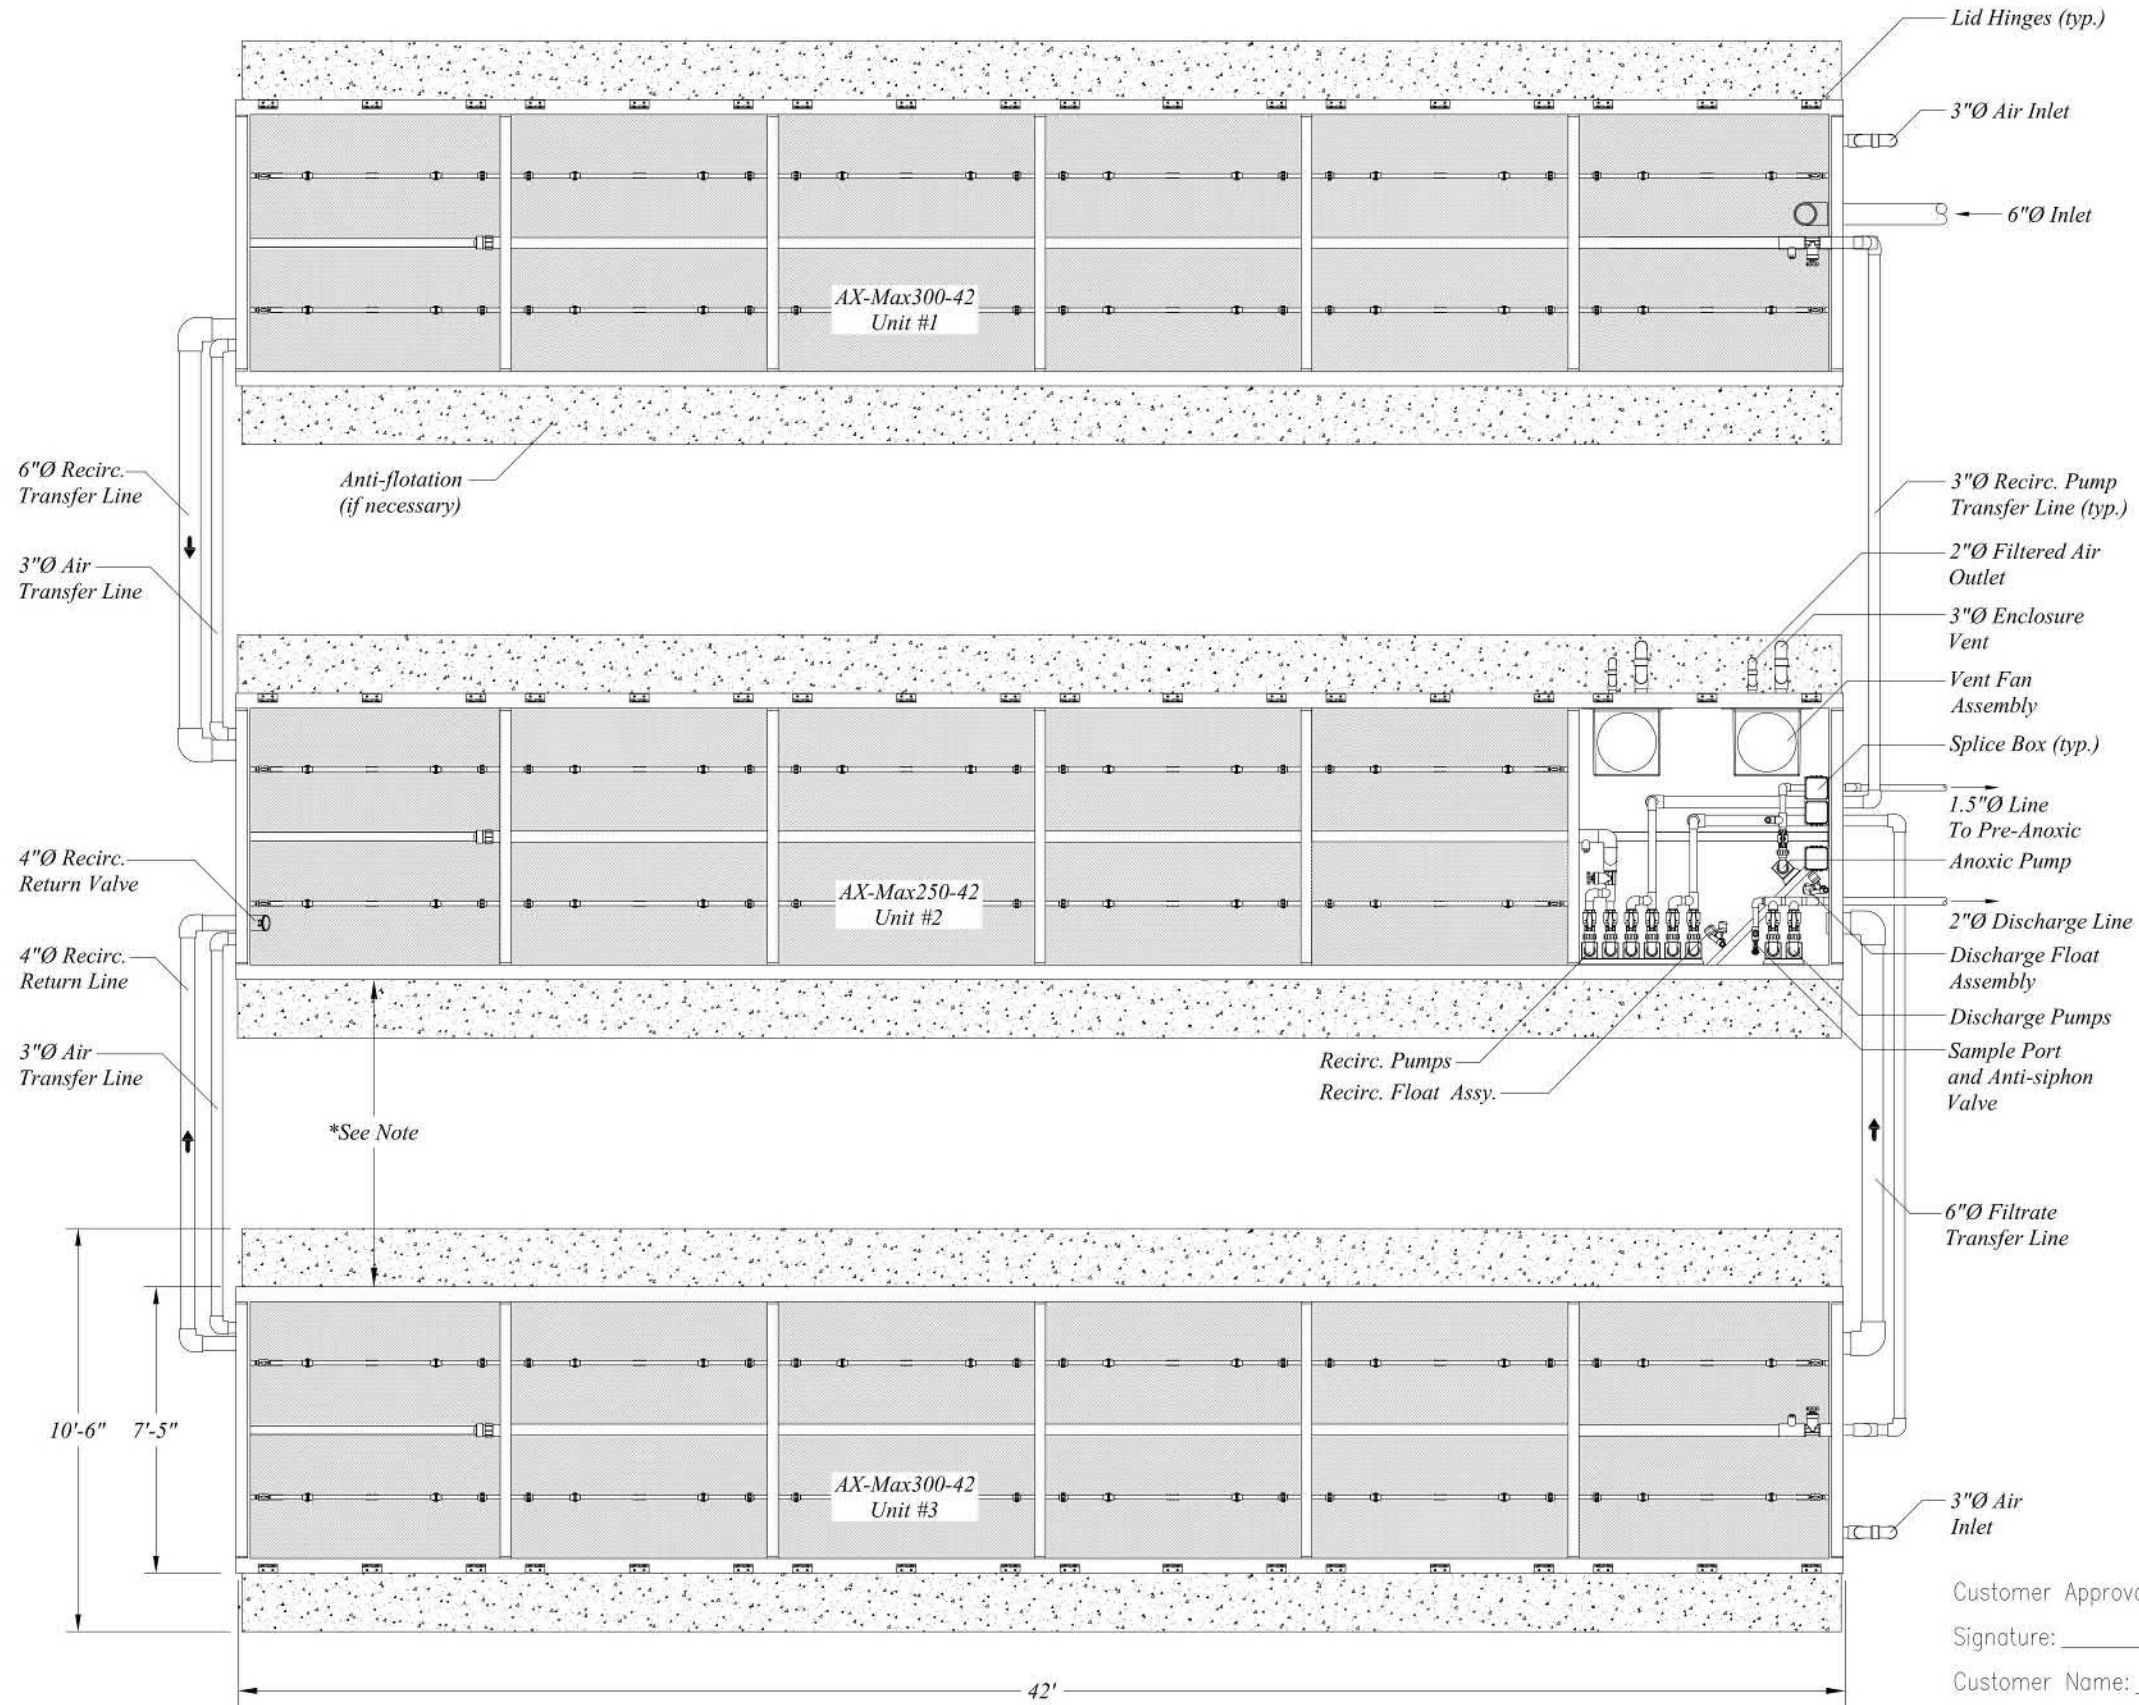 Lid Hinges (typ.)
3"Ø Air Inlet
6"Ø Inlet
AX-Max300-42
Unit #1
6"Ø Recirc.
Transfer Line
Anti-flotation
(if necessary)
3"Ø Air
Transfer Line
3"Ø Recirc. Pump
Transfer Line (typ.)
2"Ø Filtered Air
Outlet
3"Ø Enclosure
Vent
Vent Fan
Assembly
Splice Box (typ.)
1.5"Ø Line
To Pre-Anoxic
Anoxic Pump
4"Ø Recirc.
Return Valve
AX-Max250-42
Unit #2
2"Ø Discharge Line
Discharge Float
Assembly
4"Ø Recirc.
Return Line
Discharge Pumps
Sample Port
and Anti-siphon
Valve
3"Ø Air
Transfer Line
Recirc. Pumps
Recirc. Float Assy.
*See Note
6"Ø Filtrate
Transfer Line
10'-6"
7'-5"
AX-Max300-42
Unit #3
3"Ø Air
Inlet
Customer
Signature:
Customer Name:
42'